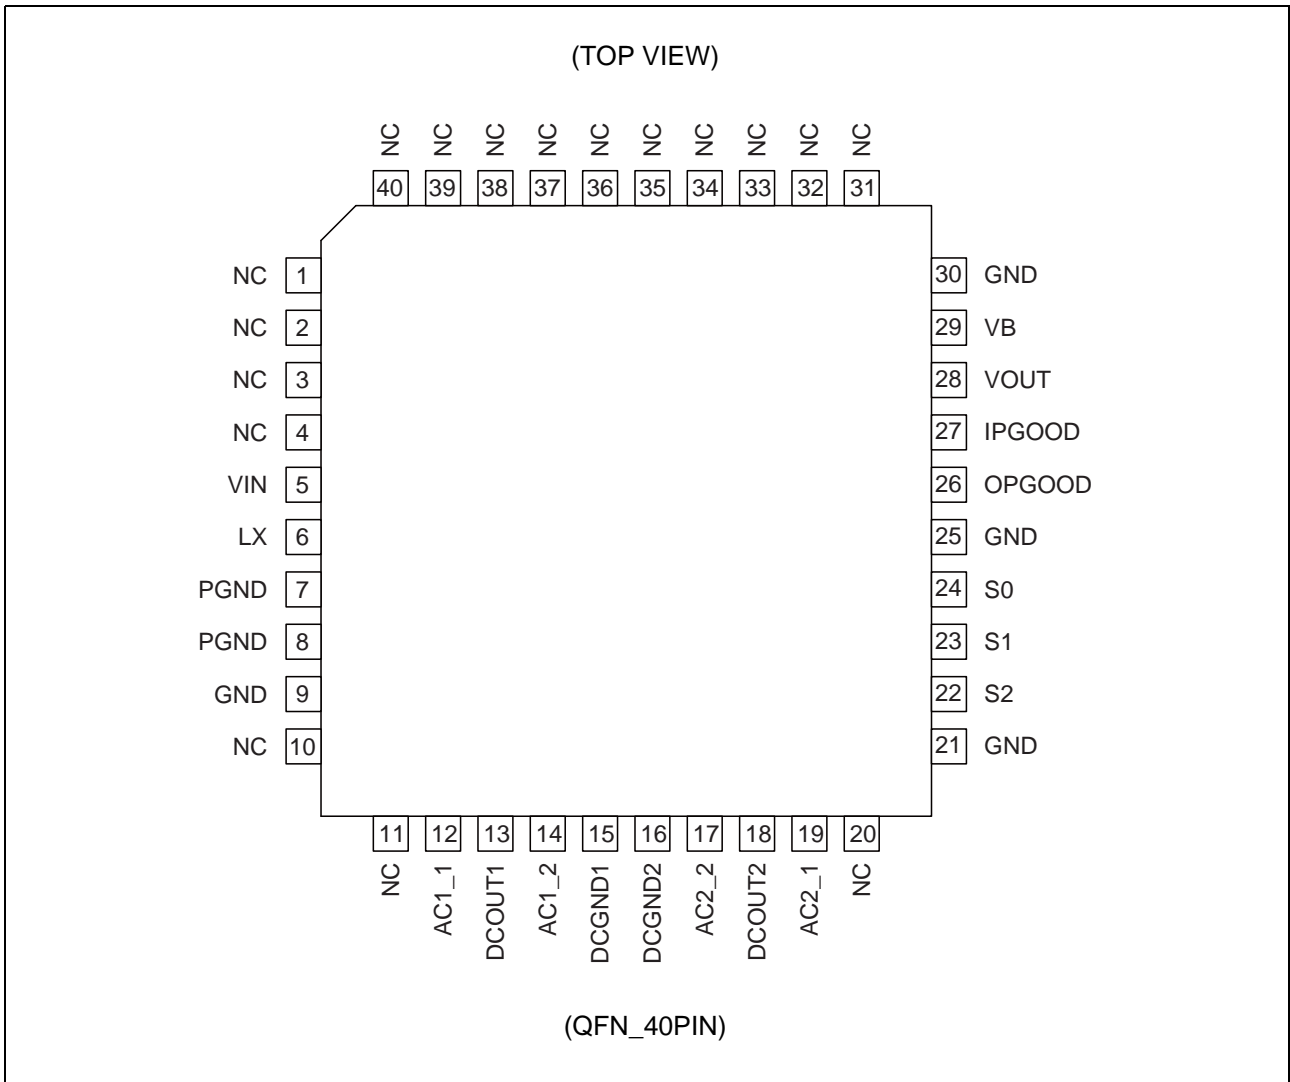 (TOP VIEW)
NC NC NC NC NC NC NC NC NC NC
40 39 38 37 36 35 34 33 32 31
NC 1
NC 2
NC 3
NC 4
VIN 5
LX 6
PGND 7
PGND 8
GND 9
NC 10
30 GND
29 VB
28 VOUT
27 IPGOOD
26 OPGOOD
25 GND
24 S0
23 S1
22 S2
21 GND
11 12 13 14 15 16 17 18 19 20
NC AC1_1 DCOUT1 AC1_2 DCGND1 DCGND2 AC2_2 DCOUT2 AC2_1 NC
(QFN_40PIN)